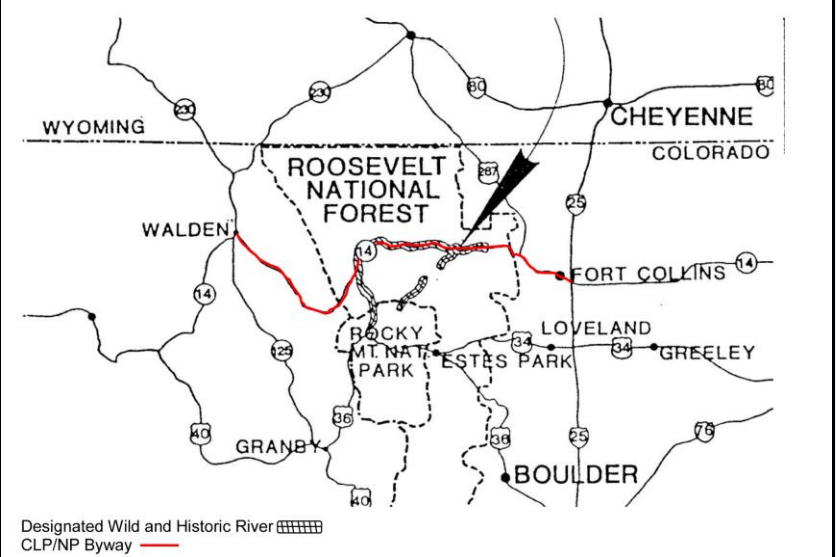 230
230
80
80
CHEYENNE
WYOMING
COLORADO
ROOSEVELT
NATIONAL
FOREST
287
25
WALDEN
14
14
FORT COLLINS
14
125
ROCKY
MT. NAT.
PARK
ESTES PARK
34
LOVELAND
34
GREELEY
36
40
GRANBY
36
25
76
BOULDER
40
Designated Wild and Historic River
CLP/NP Byway